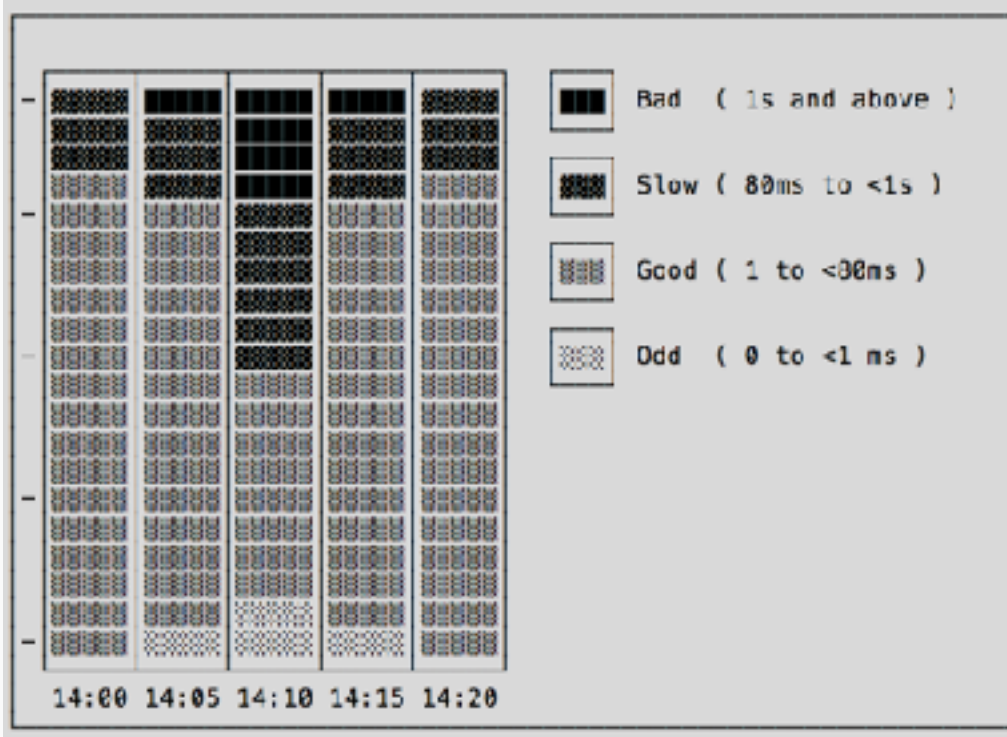 Bad ( 1s and above )
Slow ( 80ms to <1s )
Good ( 1 to <80ms )
Odd ( 0 to <1 ms )
14:00 14:05 14:10 14:15 14:20